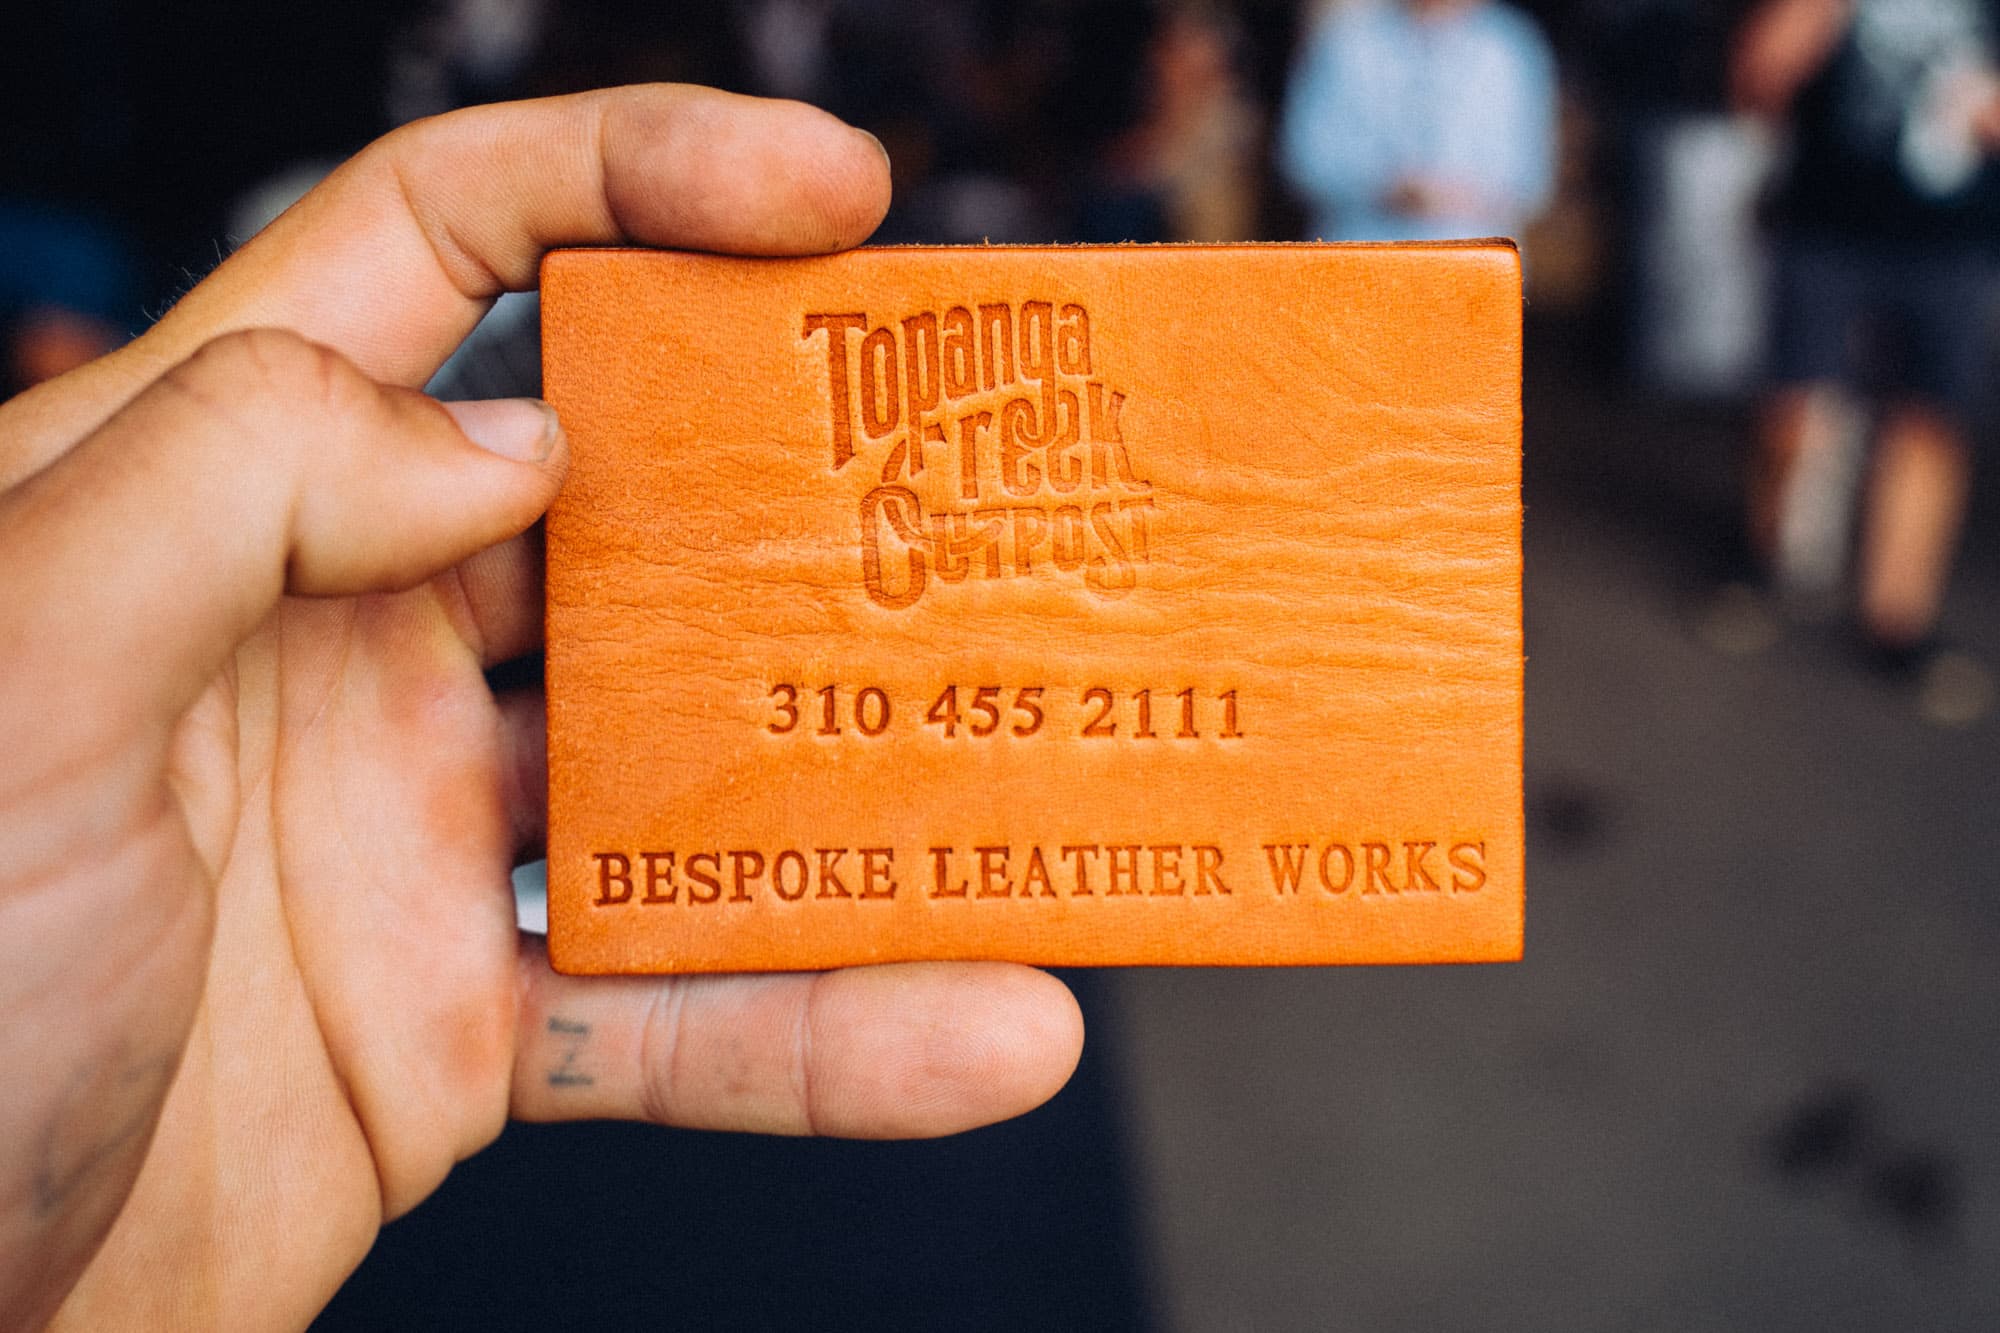 Topanga
Creek
Outpost
310 455 2111
BESPOKE LEATHER WORKS